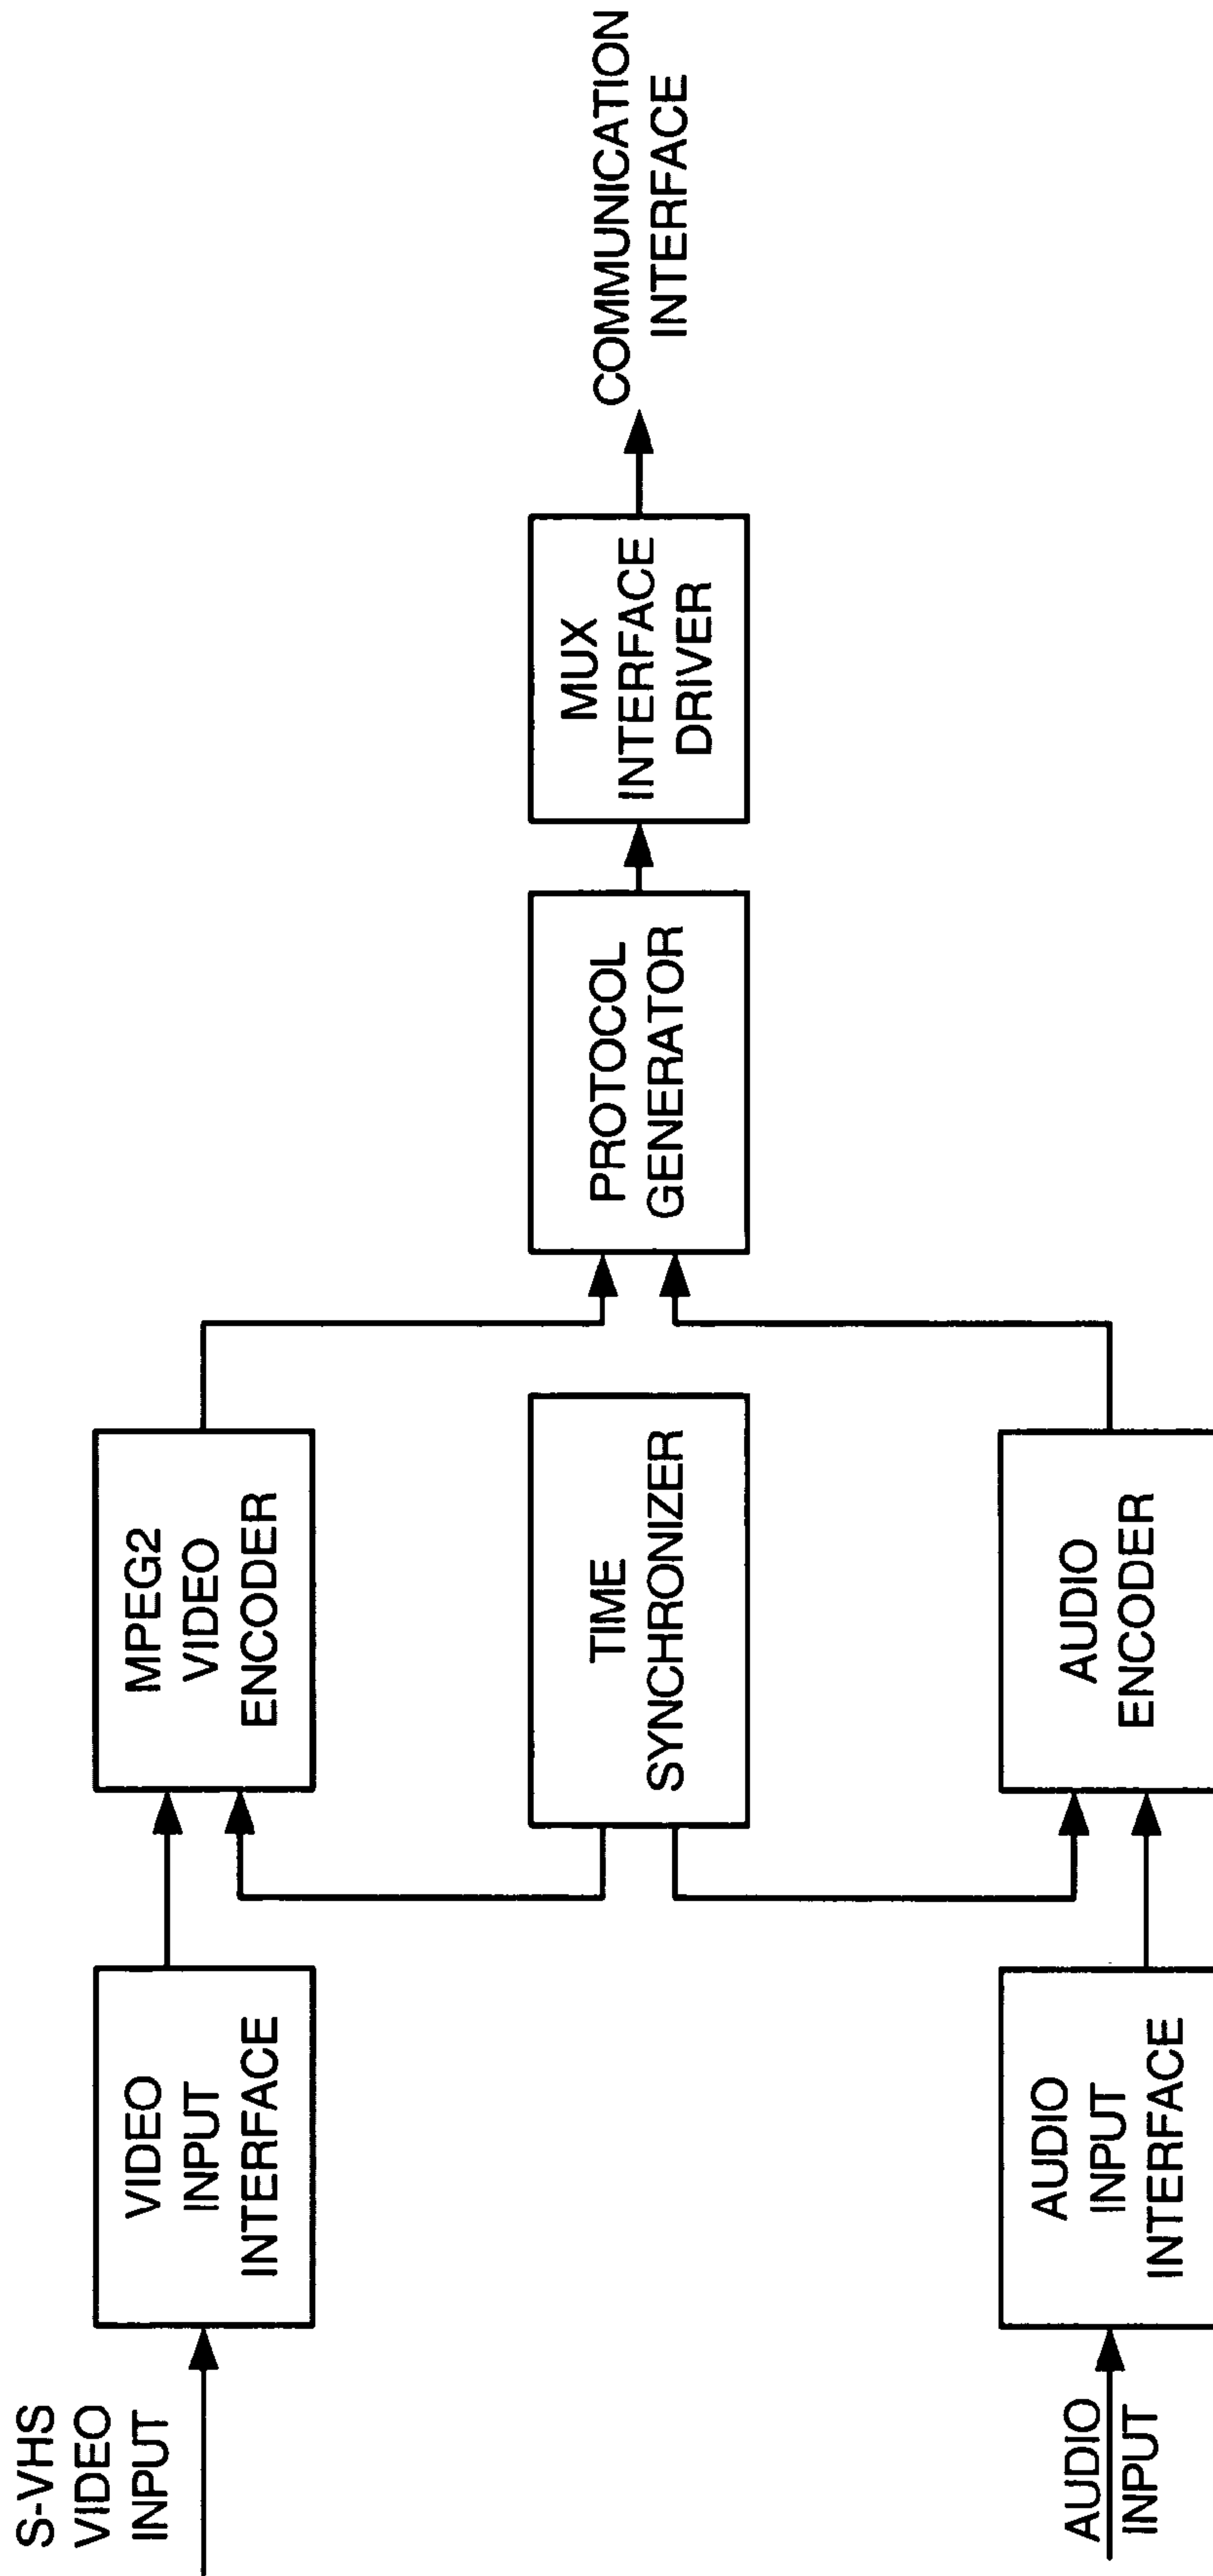 S-VHS
VIDEO
INPUT
VIDEO
INPUT
INTERFACE
MPEG2
VIDEO
ENCODER
TIME
SYNCHRONIZER
PROTOCOL
GENERATOR
MUX
INTERFACE
DRIVER
COMMUNICATION
INTERFACE
AUDIO
INPUT
AUDIO
INPUT
INTERFACE
AUDIO
ENCODER